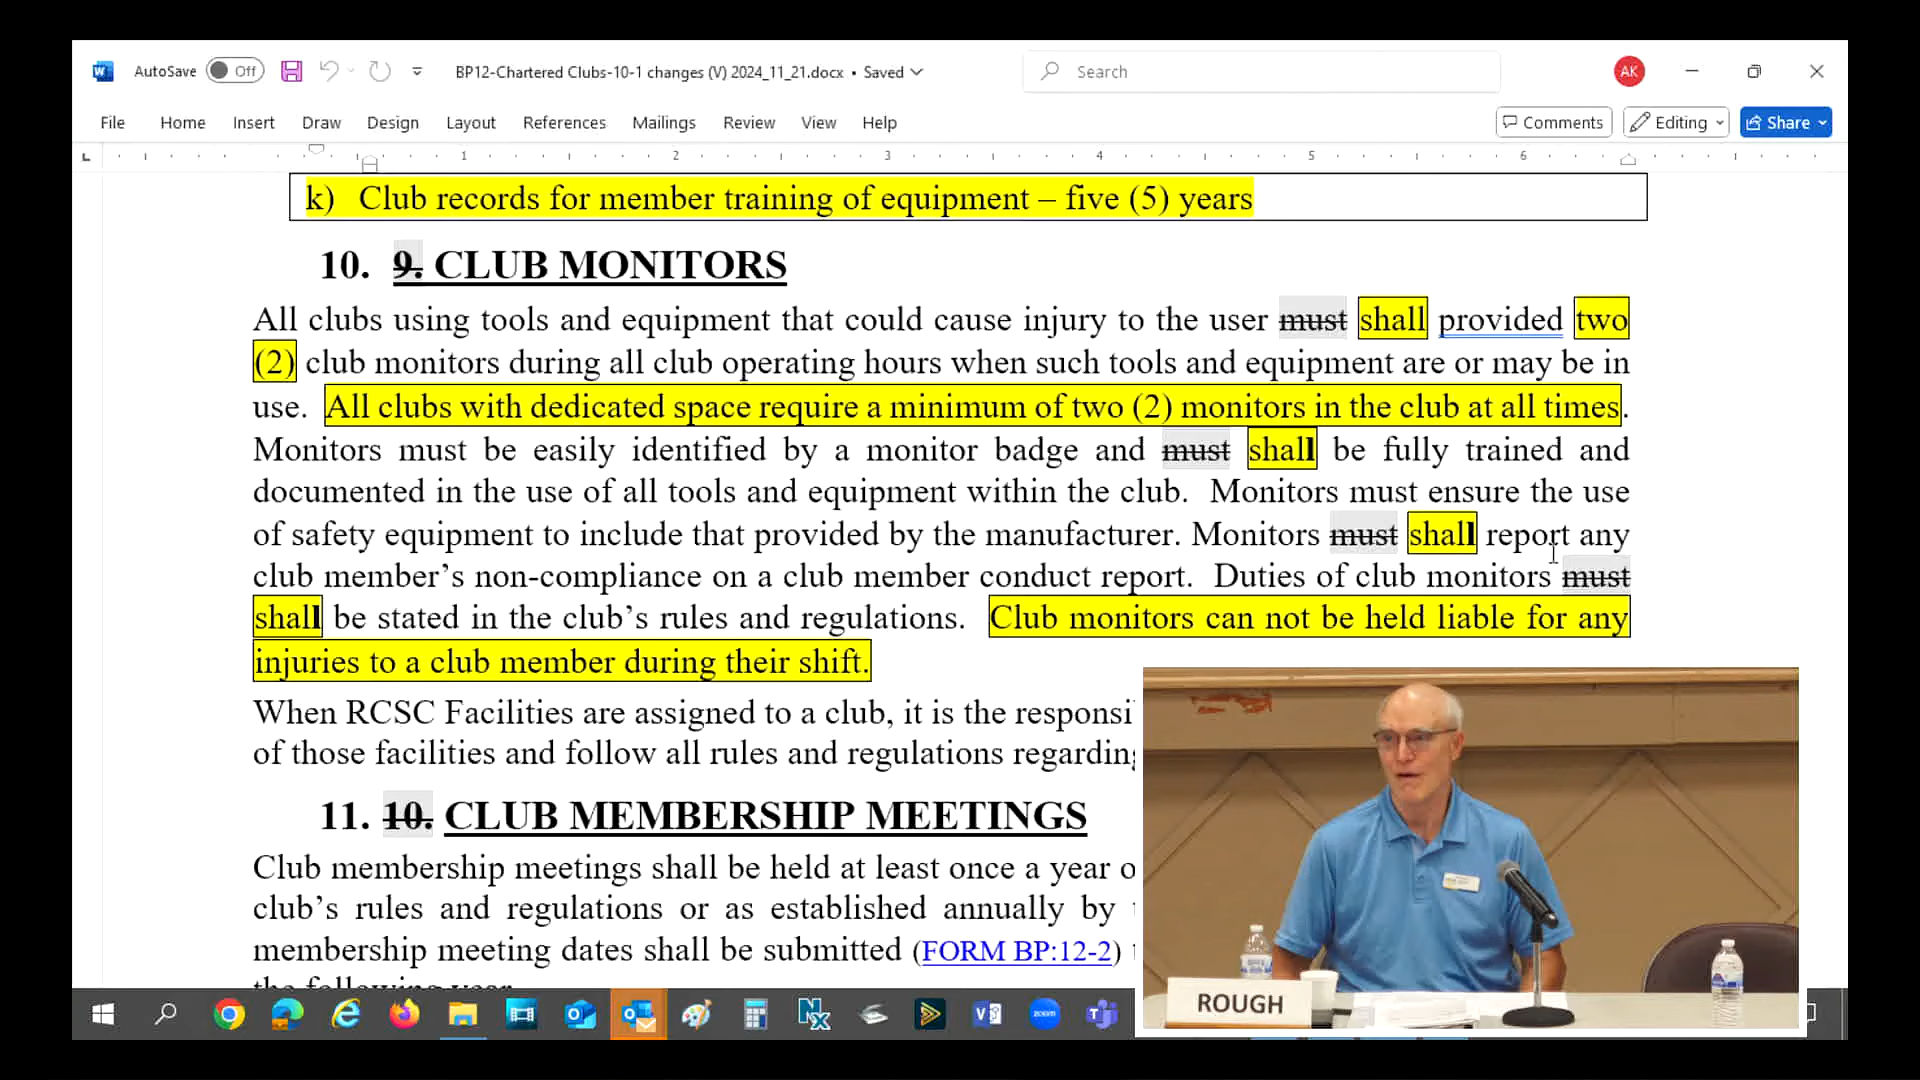 AutoSave Off BP12-Chartered Clubs-10-1 changes (V) 2024_11_21.docx • Saved Search AK
File Home Insert Draw Design Layout References Mailings Review View Help Comments Editing Share
1 2 3 4 5 6
k) Club records for member training of equipment – five (5) years
10. 9. CLUB MONITORS
All clubs using tools and equipment that could cause injury to the user must shall provided two
(2) club monitors during all club operating hours when such tools and equipment are or may be in
use. All clubs with dedicated space require a minimum of two (2) monitors in the club at all times.
Monitors must be easily identified by a monitor badge and must shall be fully trained and
documented in the use of all tools and equipment within the club. Monitors must ensure the use
of safety equipment to include that provided by the manufacturer. Monitors must shall report any
club member’s non-compliance on a club member conduct report. Duties of club monitors must
shall be stated in the club’s rules and regulations. Club monitors can not be held liable for any
injuries to a club member during their shift.
When RCSC Facilities are assigned to a club, it is the
of those facilities and follow all rules and regulations
11. 10. CLUB MEMBERSHIP MEETINGS
Club membership meetings shall be held at least once a year
club’s rules and regulations or as established annually by
membership meeting dates shall be submitted (FORM BP:12-2)
the following year
zoom
ROUGH